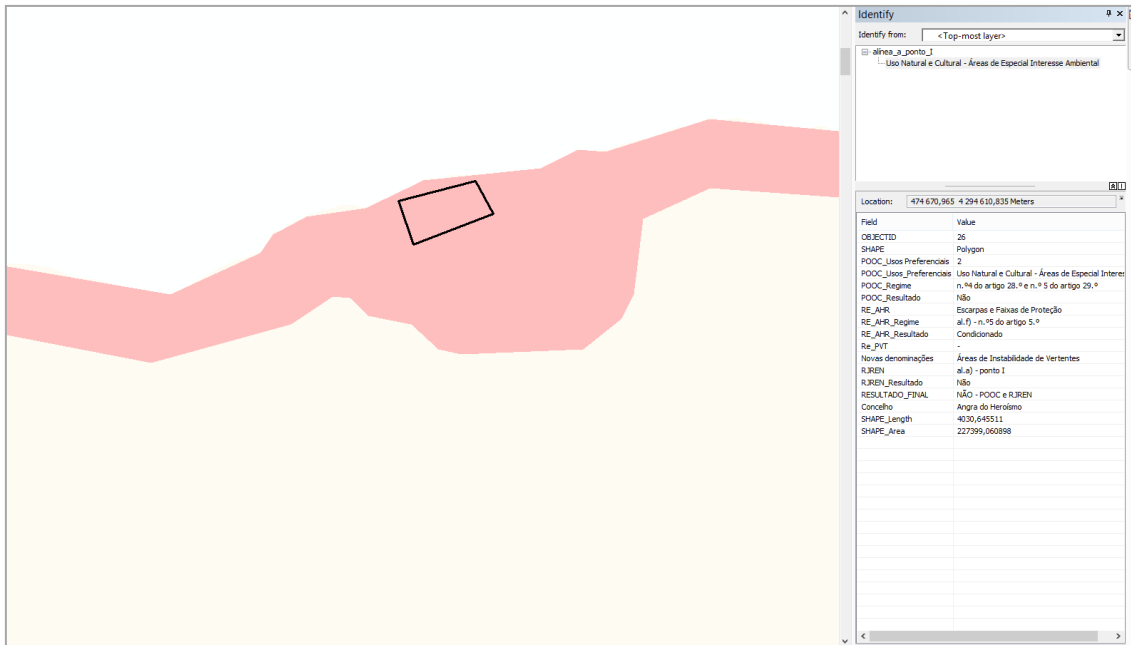 Identify
Identify from: <Top-most layer>
alínea_a_ponto_I
Uso Natural e Cultural - Áreas de Especial Interesse Ambiental
Location: 474 670,965 4 294 610,835 Meters
Field Value
OBJECTID 26
SHAPE Polygon
POOC_Usos Preferenciais 2
POOC_Usos_Preferenciais Uso Natural e Cultural - Áreas de Especial Interes
POOC_Regime n.º4 do artigo 28.º e n.º 5 do artigo 29.º
POOC_Resultado Não
RE_AHR Escarpas e Faixas de Proteção
RE_AHR_Regime al.f) - n.º5 do artigo 5.º
RE_AHR_Resultado Condicionado
Re_PVT -
Novas denominações Áreas de Instabilidade de Vertentes
RJREN al.a) - ponto I
RJREN_Resultado Não
RESULTADO_FINAL NÃO - POOC e RJREN
Concelho Angra do Heroísmo
SHAPE_Length 4030,645511
SHAPE_Area 227399,060898